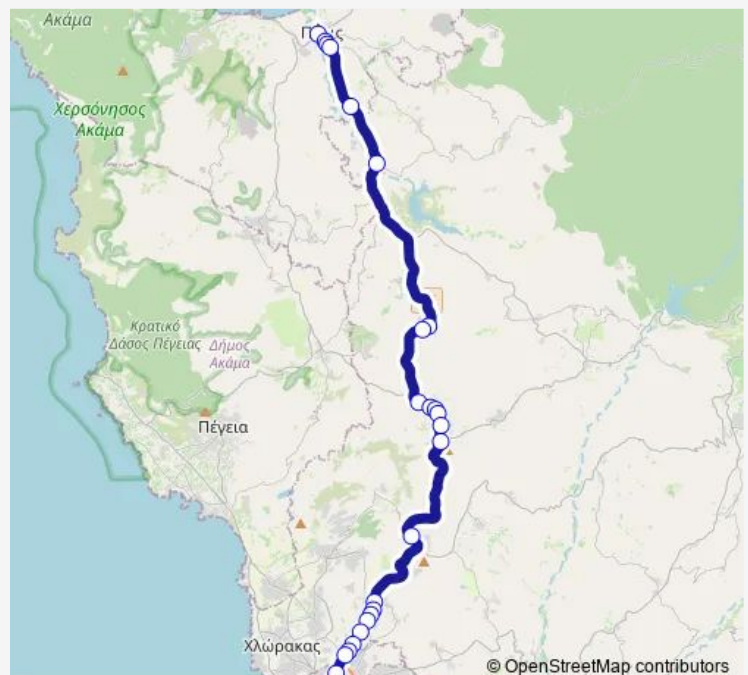 Ακάμα
Χερσόνησος
Ακάμα
Κρατικό
Δάσος Πέγειας
Δήμος
Ακάμα
Πέγεια
Χλώρακας
© OpenStreetMap contributors